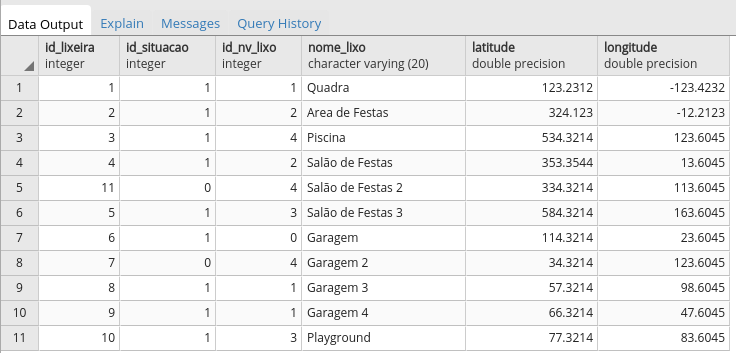 Data Output Explain Messages Query History
id_lixeira id_situacao id_nv_lixo nome_lixo latitude longitude
integer integer integer character varying (20) double precision double precision
1 1 1 1 Quadra 123.2312 -123.4232
2 2 1 2 Area de Festas 324.123 -12.2123
3 3 1 4 Piscina 534.3214 123.6045
4 4 1 2 Salão de Festas 353.3544 13.6045
5 11 0 4 Salão de Festas 2 334.3214 113.6045
6 5 1 3 Salão de Festas 3 584.3214 163.6045
7 6 1 0 Garagem 114.3214 23.6045
8 7 0 4 Garagem 2 34.3214 123.6045
9 8 1 1 Garagem 3 57.3214 98.6045
10 9 1 1 Garagem 4 66.3214 47.6045
11 10 1 3 Playground 77.3214 83.6045